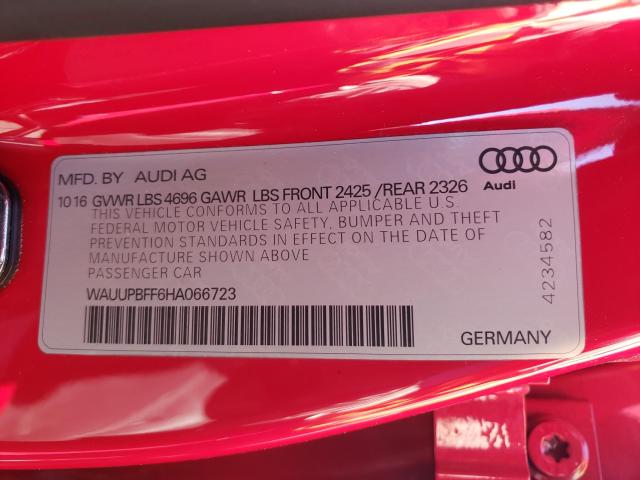 MFD. BY AUDI AG
10 16 GVWR LBS 4696 GAWR LBS FRONT 2425 /REAR 2326
THIS VEHICLE CONFORMS TO ALL APPLICABLE U.S.
FEDERAL MOTOR VEHICLE SAFETY, BUMPER AND THEFT
PREVENTION STANDARDS IN EFFECT ON THE DATE OF
MANUFACTURE SHOWN ABOVE
PASSENGER CAR
WAUUPBFF6HA066723
GERMANY
Audi
4234582